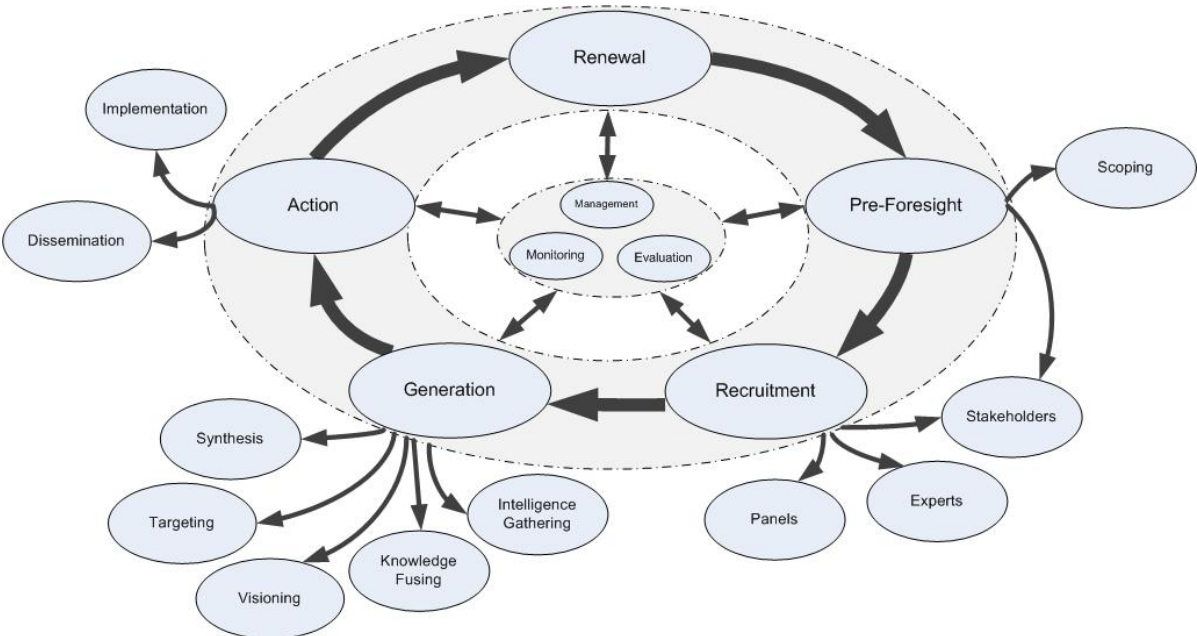 Renewal
Implementation
Action
Pre-Foresight
Scoping
Dissemination
Management
Monitoring
Evaluation
Generation
Recruitment
Stakeholders
Synthesis
Targeting
Visioning
Knowledge
Fusing
Intelligence
Gathering
Panels
Experts